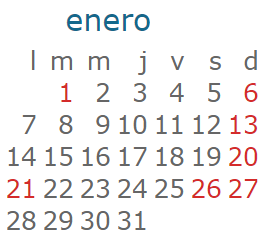 enero
l m m j v s d
1 2 3 4 5 6
7 8 9 10 11 12 13
14 15 16 17 18 19 20
21 22 23 24 25 26 27
28 29 30 31